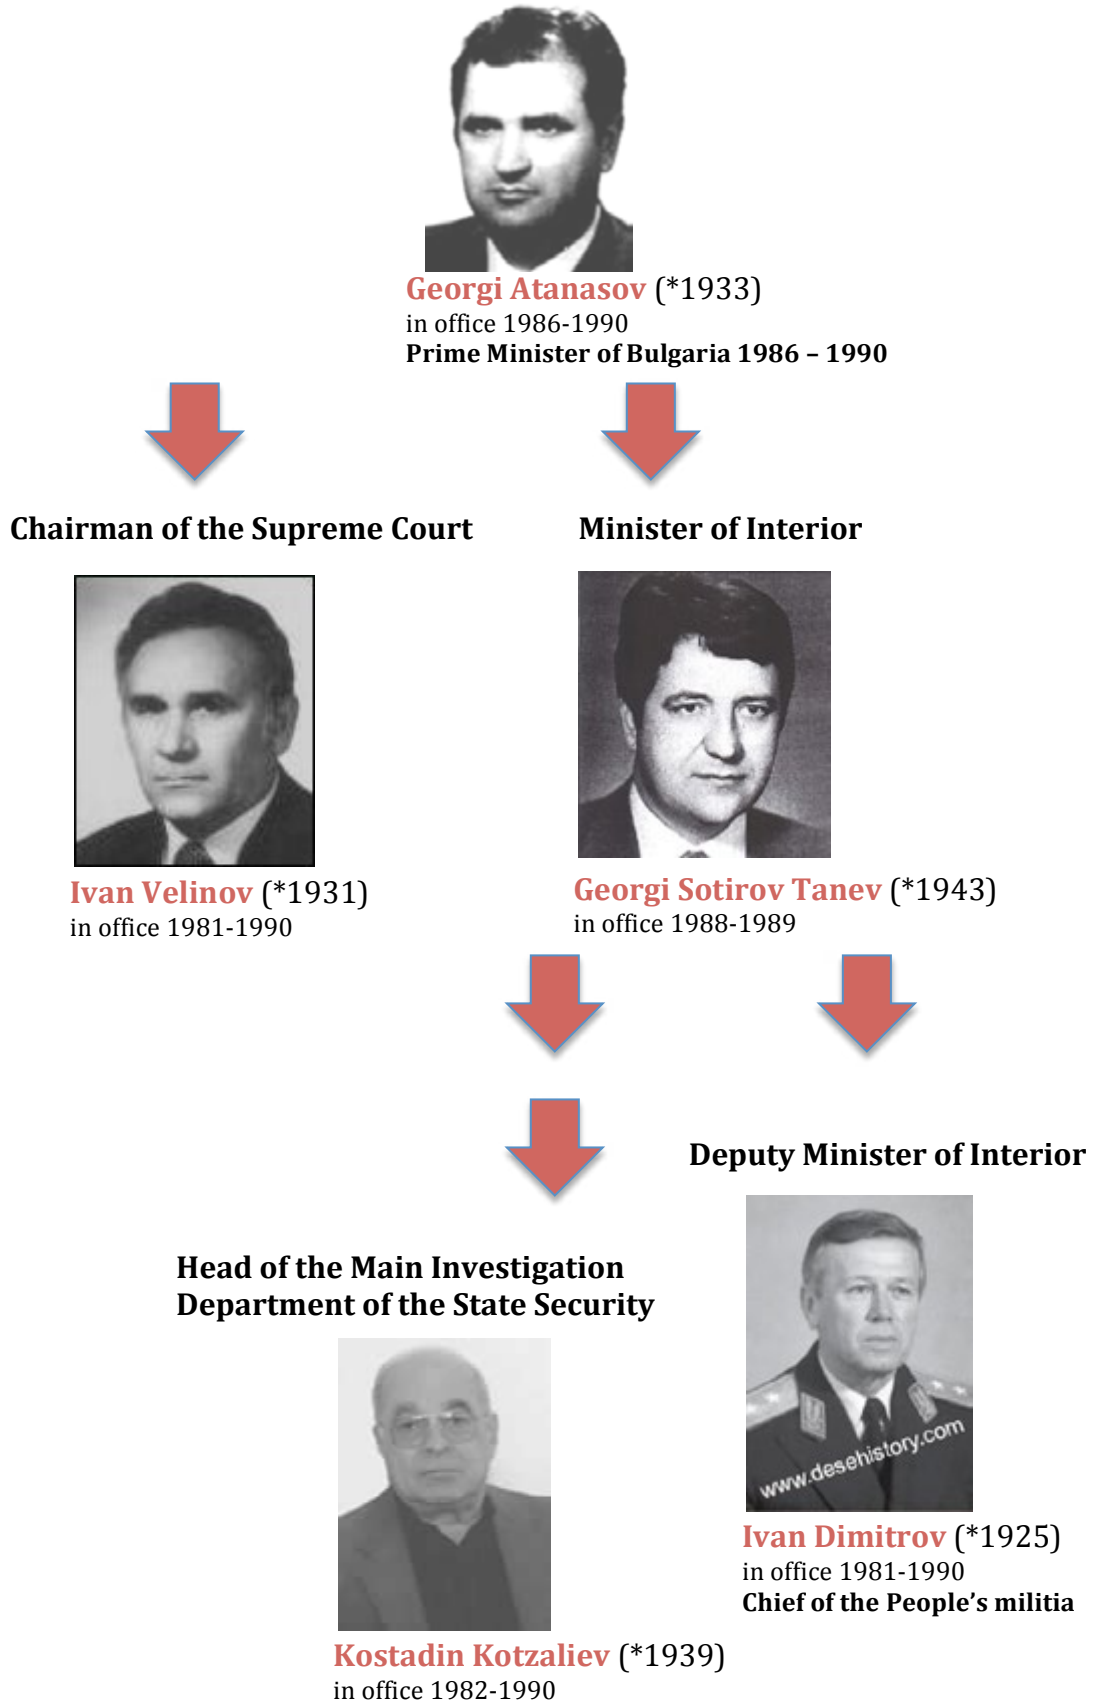 Georgi Atanasov (*1933)
in office 1986-1990
Prime Minister of Bulgaria 1986 – 1990
Chairman of the Supreme Court
Minister of Interior
Ivan Velinov (*1931)
in office 1981-1990
Georgi Sotirov Tanev (*1943)
in office 1988-1989
Deputy Minister of Interior
www.desehistory.com
Ivan Dimitrov (*1925)
in office 1981-1990
Chief of the People’s militia
Head of the Main Investigation
Department of the State Security
Kostadin Kotzaliev (*1939)
in office 1982-1990